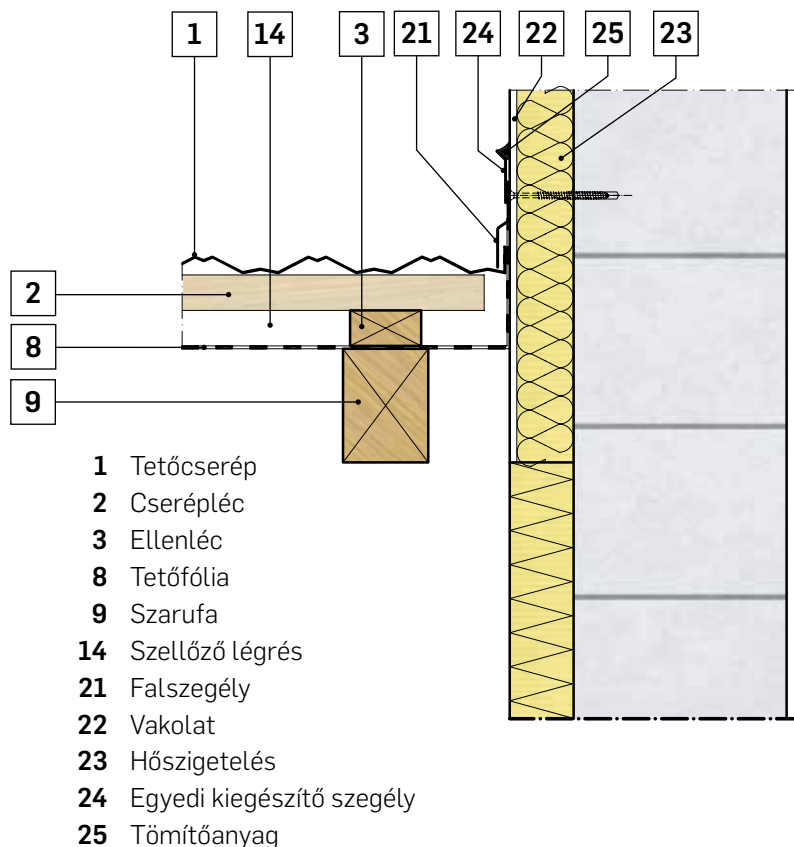 1 14 3 21 24 22 25 23
2
8
9
1 Tetőcserép
2 Cserépléc
3 Ellenléc
8 Tetőfólia
9 Szarufa
14 Szellőző légrés
21 Falszegély
22 Vakolat
23 Hőszigetelés
24 Egyedi kiegészítő szegély
25 Tömítőanyag